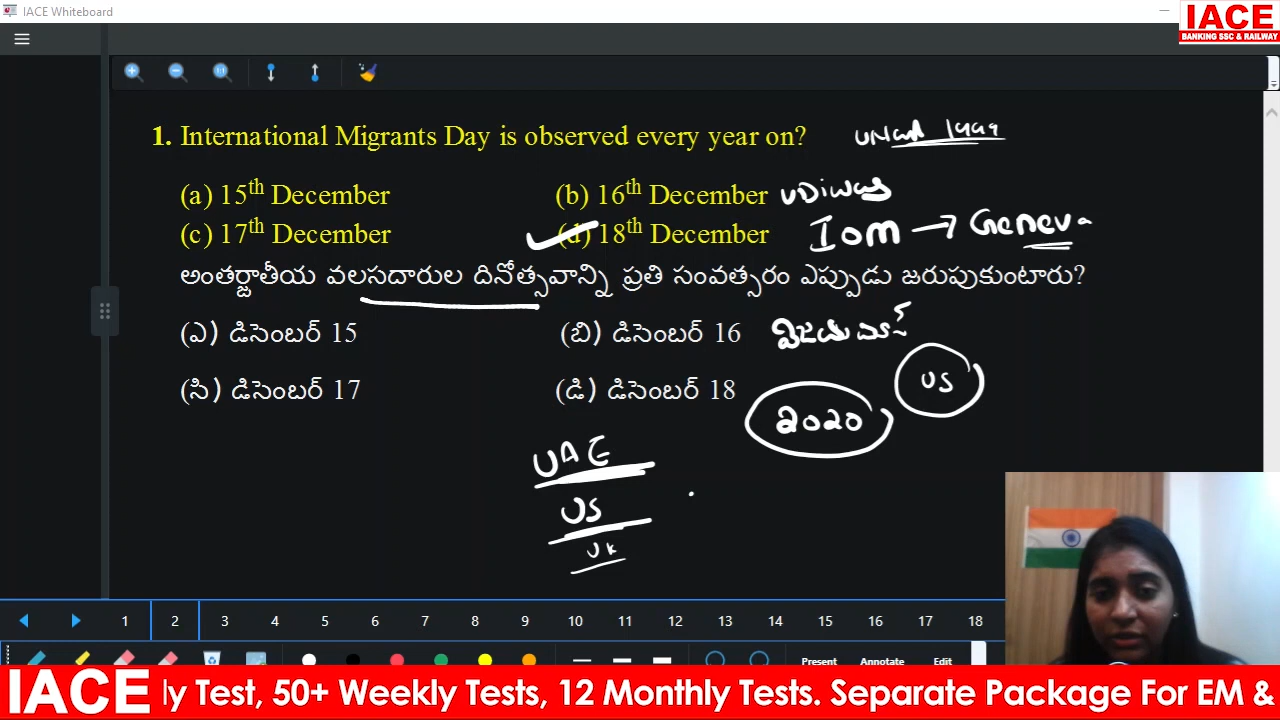 IACE Whiteboard
IACE
BANKING SSC & RAILWAY
1. International Migrants Day is observed every year on? 1999
(a) 15th December (b) 16th December
(c) 17th December (d) 18th December IOM → Geneva
అంతర్జాతీయ వలసదారుల దినోత్సవాన్ని ప్రతి సంవత్సరం ఎప్పుడు జరుపుకుంటారు?
(ఎ) డిసెంబర్ 15 (బి) డిసెంబర్ 16
(సి) డిసెంబర్ 17 (డి) డిసెంబర్ 18
US
2020
UAE
US
UK
1 2 3 4 5 6 7 8 9 10 11 12 13 14 15 16 17 18
Present Annotate Edit
IACE ly Test, 50+ Weekly Tests, 12 Monthly Tests. Separate Package For EM &